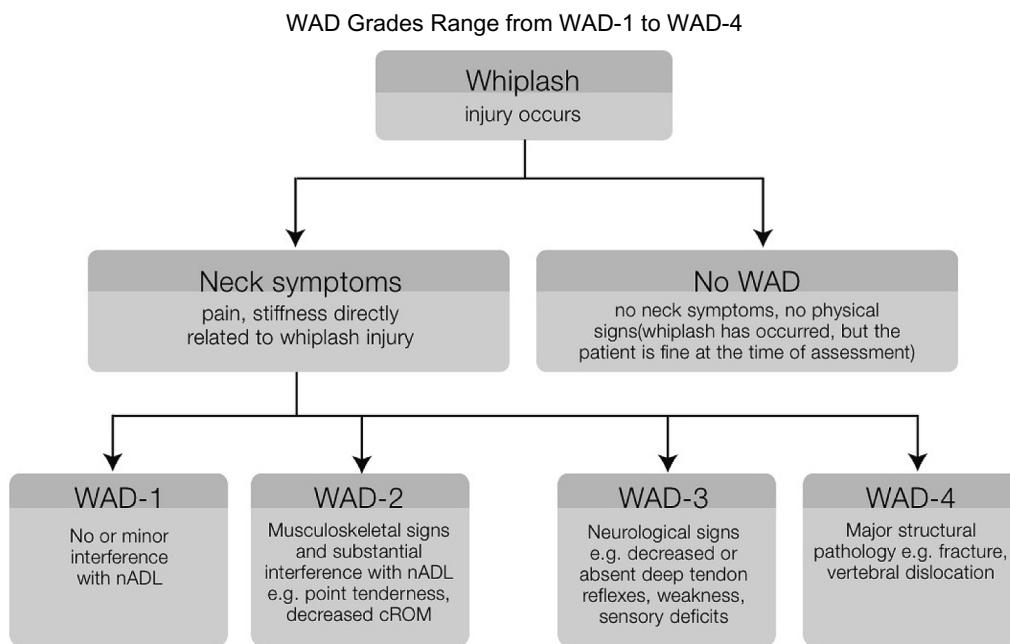 WAD Grades Range from WAD-1 to WAD-4
Whiplash
injury occurs
Neck symptoms
pain, stiffness directly
related to whiplash injury
No WAD
no neck symptoms, no physical
signs(whiplash has occurred, but the
patient is fine at the time of assessment)
WAD-1
No or minor
interference
with nADL
WAD-2
Musculoskeletal signs
and substantial
interference with nADL
e.g. point tenderness,
decreased cROM
WAD-3
Neurological signs
e.g. decreased or
absent deep tendon
reflexes, weakness,
sensory deficits
WAD-4
Major structural
pathology e.g. fracture,
vertebral dislocation